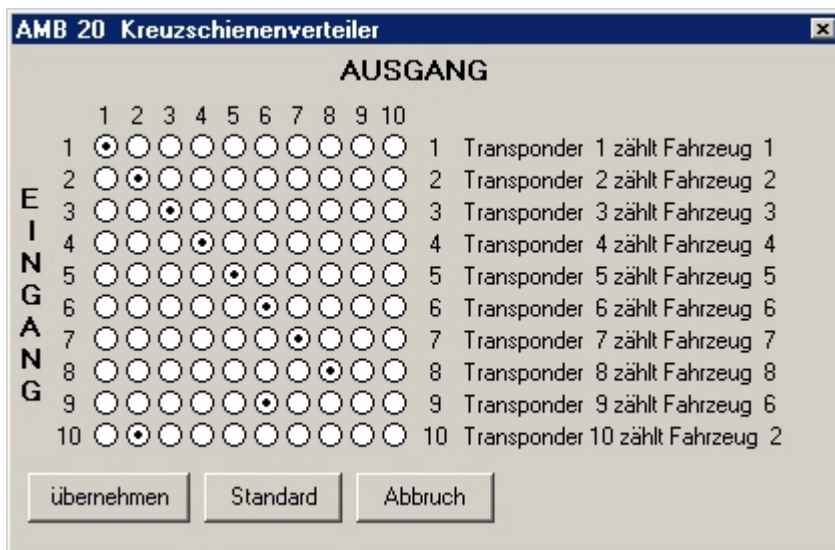 AMB 20 Kreuzschienenverteiler
AUSGANG
1 2 3 4 5 6 7 8 9 10
EINGANG
1 1 Transponder 1 zählt Fahrzeug 1
2 2 Transponder 2 zählt Fahrzeug 2
3 3 Transponder 3 zählt Fahrzeug 3
4 4 Transponder 4 zählt Fahrzeug 4
5 5 Transponder 5 zählt Fahrzeug 5
6 6 Transponder 6 zählt Fahrzeug 6
7 7 Transponder 7 zählt Fahrzeug 7
8 8 Transponder 8 zählt Fahrzeug 8
9 9 Transponder 9 zählt Fahrzeug 6
10 10 Transponder 10 zählt Fahrzeug 2
übernehmen Standard Abbruch